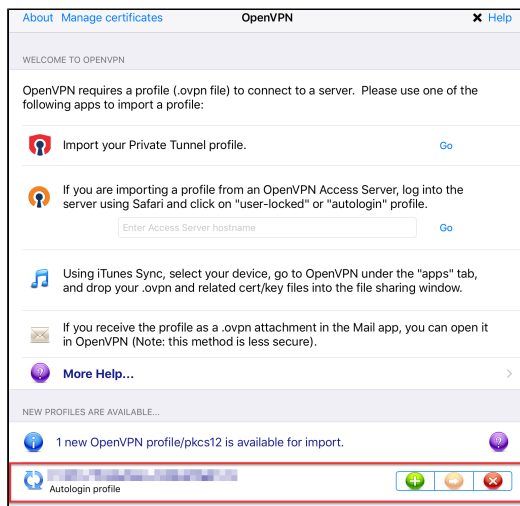 About Manage certificates OpenVPN Help
WELCOME TO OPENVPN
OpenVPN requires a profile (.ovpn file) to connect to a server. Please use one of the
following apps to import a profile:
Import your Private Tunnel profile. Go
If you are importing a profile from an OpenVPN Access Server, log into the
server using Safari and click on "user-locked" or "autologin" profile.
Enter Access Server hostname Go
Using iTunes Sync, select your device, go to OpenVPN under the "apps" tab,
and drop your .ovpn and related cert/key files into the file sharing window.
If you receive the profile as a .ovpn attachment in the Mail app, you can open it
in OpenVPN (Note: this method is less secure).
More Help...
NEW PROFILES ARE AVAILABLE...
1 new OpenVPN profile/pkcs12 is available for import.
Autologin profile